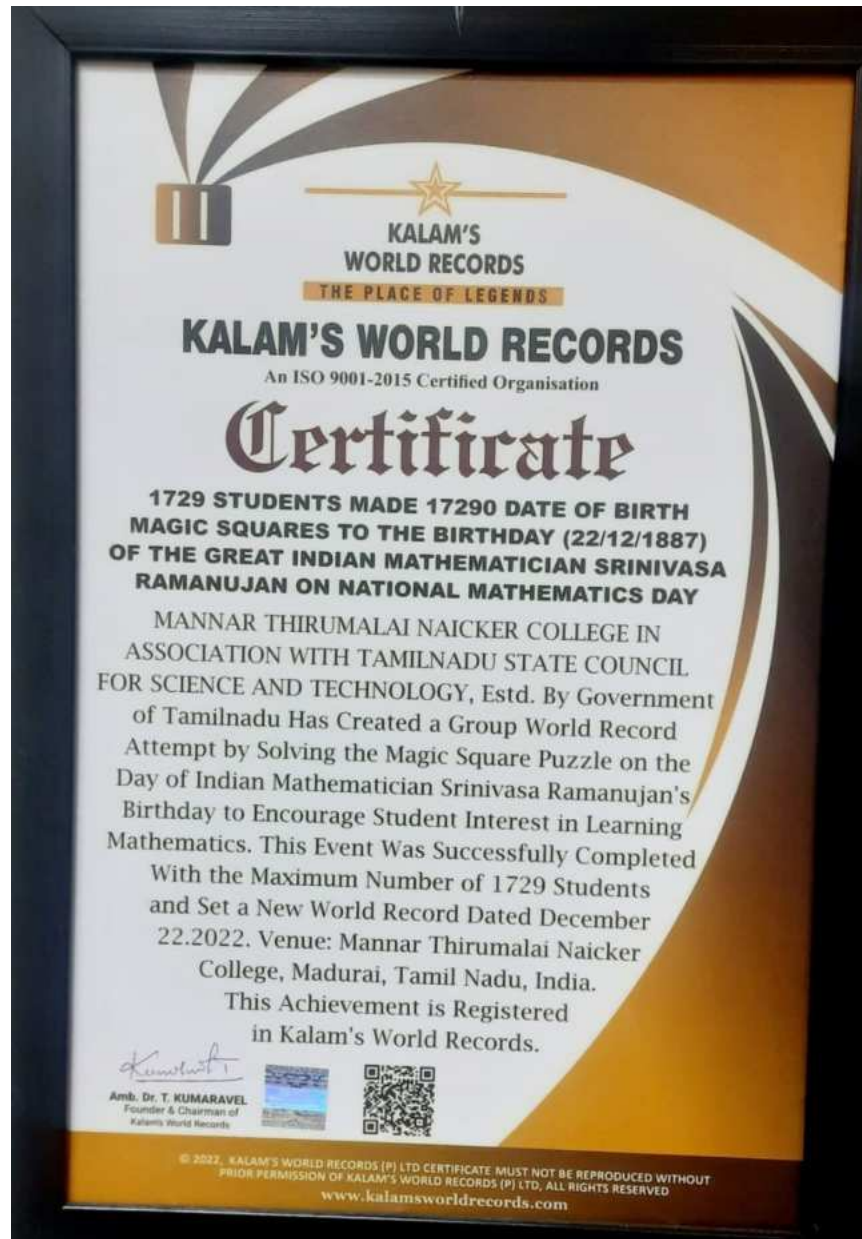 KALAM'S
WORLD RECORDS
THE PLACE OF LEGENDS
KALAM'S WORLD RECORDS
An ISO 9001-2015 Certified Organisation
Certificate
1729 STUDENTS MADE 17290 DATE OF BIRTH
MAGIC SQUARES TO THE BIRTHDAY (22/12/1887)
OF THE GREAT INDIAN MATHEMATICIAN SRINIVASA
RAMANUJAN ON NATIONAL MATHEMATICS DAY
MANNAR THIRUMALAI NAICKER COLLEGE IN
ASSOCIATION WITH TAMILNADU STATE COUNCIL
FOR SCIENCE AND TECHNOLOGY, Estd. By Government
of Tamilnadu Has Created a Group World Record
Attempt by Solving the Magic Square Puzzle on the
Day of Indian Mathematician Srinivasa Ramanujan's
Birthday to Encourage Student Interest in Learning
Mathematics. This Event Was Successfully Completed
With the Maximum Number of 1729 Students
and Set a New World Record Dated December
22.2022. Venue: Mannar Thirumalai Naicker
College, Madurai, Tamil Nadu, India.
This Achievement is Registered
in Kalam's World Records.
Amb. Dr. T. KUMARAVEL
Founder & Chairman of
Kalam's World Records
© 2022, KALAM'S WORLD RECORDS (P) LTD CERTIFICATE MUST NOT BE REPRODUCED WITHOUT
PRIOR PERMISSION OF KALAM'S WORLD RECORDS (P) LTD, ALL RIGHTS RESERVED
www.kalamsworldrecords.com